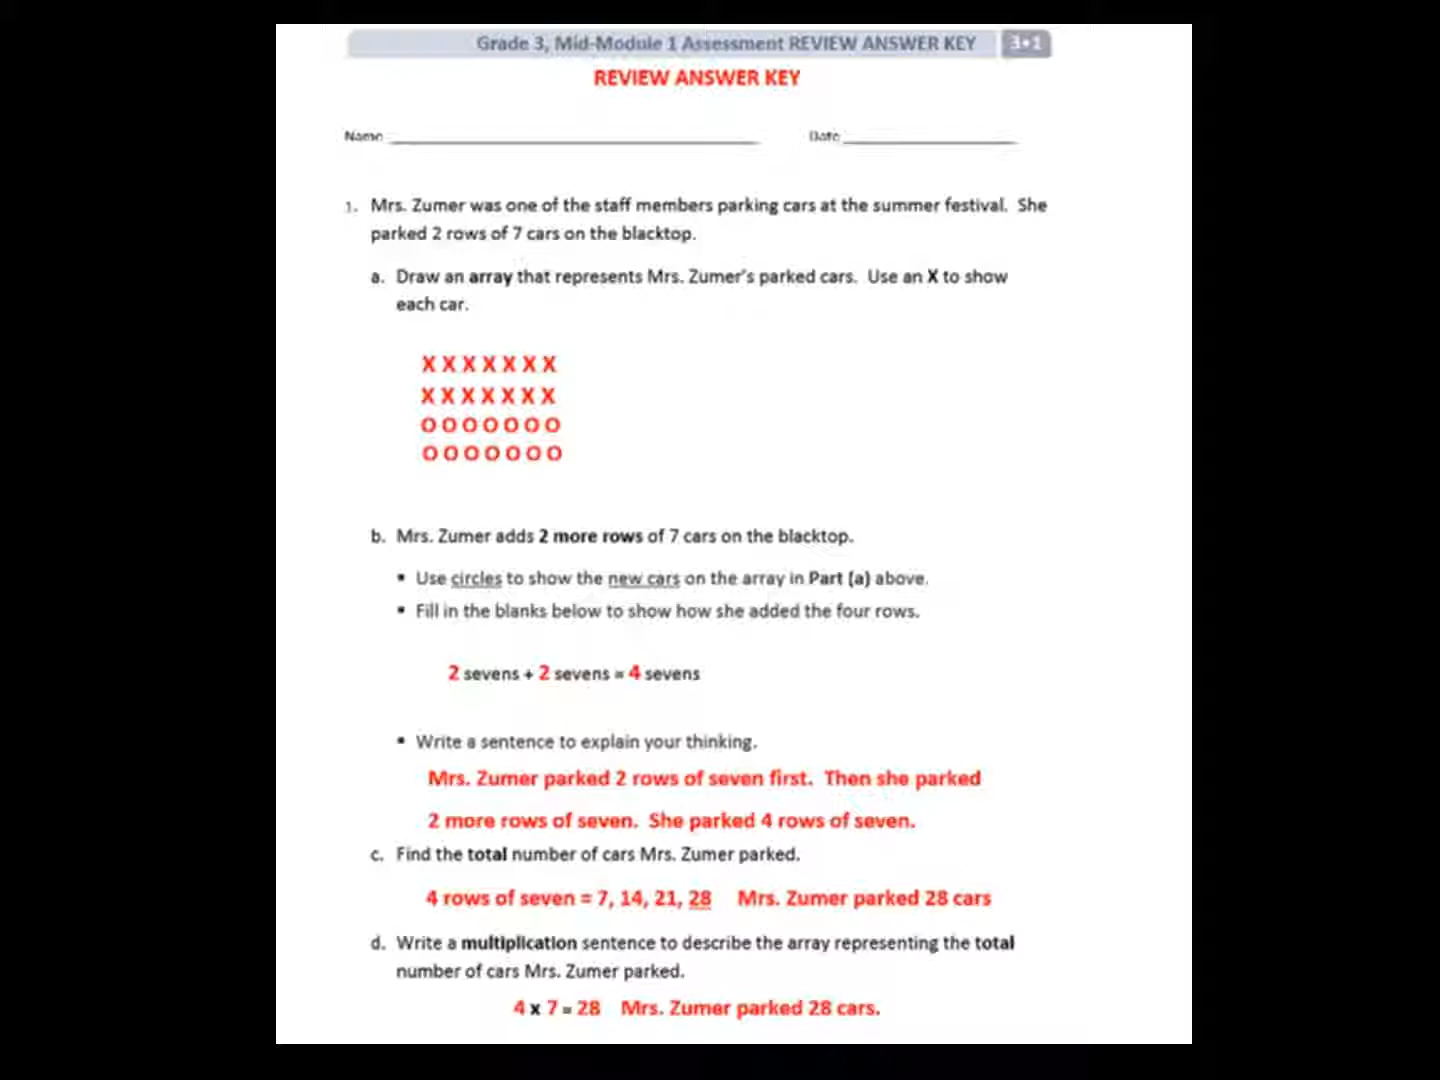 Grade 3, Mid-Module 1 Assessment REVIEW ANSWER KEY 3•1
REVIEW ANSWER KEY
Name Date
1. Mrs. Zumer was one of the staff members parking cars at the summer festival. She
parked 2 rows of 7 cars on the blacktop.
a. Draw an array that represents Mrs. Zumer's parked cars. Use an X to show
each car.
X X X X X X X
X X X X X X X
O O O O O O O
O O O O O O O
b. Mrs. Zumer adds 2 more rows of 7 cars on the blacktop.
▪ Use circles to show the new cars on the array in Part (a) above.
▪ Fill in the blanks below to show how she added the four rows.
2 sevens + 2 sevens = 4 sevens
▪ Write a sentence to explain your thinking.
Mrs. Zumer parked 2 rows of seven first. Then she parked
2 more rows of seven. She parked 4 rows of seven.
c. Find the total number of cars Mrs. Zumer parked.
4 rows of seven = 7, 14, 21, 28 Mrs. Zumer parked 28 cars
d. Write a multiplication sentence to describe the array representing the total
number of cars Mrs. Zumer parked.
4 x 7 = 28 Mrs. Zumer parked 28 cars.